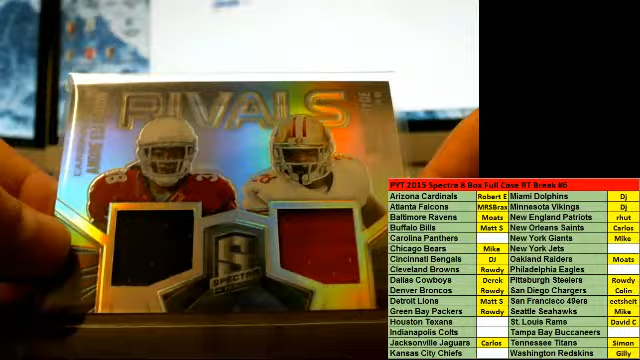 RIVALS
SPECTRA
PYT 2015 Spectra 8 Box Full Case RT Break #6
Arizona Cardinals Robert E Miami Dolphins Dj
Atlanta Falcons MRSBrax Minnesota Vikings Dj
Baltimore Ravens Moats New England Patriots rhut
Buffalo Bills Matt S New Orleans Saints Carlos
Carolina Panthers New York Giants Mike
Chicago Bears Mike New York Jets
Cincinnati Bengals DJ Oakland Raiders Moats
Cleveland Browns Rowdy Philadelphia Eagles
Dallas Cowboys Derek Pittsburgh Steelers Rowdy
Denver Broncos Rowdy San Diego Chargers Colin
Detroit Lions Matt S San Francisco 49ers eetsheit
Green Bay Packers Rowdy Seattle Seahawks Mike
Houston Texans St. Louis Rams David C
Indianapolis Colts Tampa Bay Buccaneers
Jacksonville Jaguars Carlos Tennessee Titans Simon
Kansas City Chiefs Washington Redskins